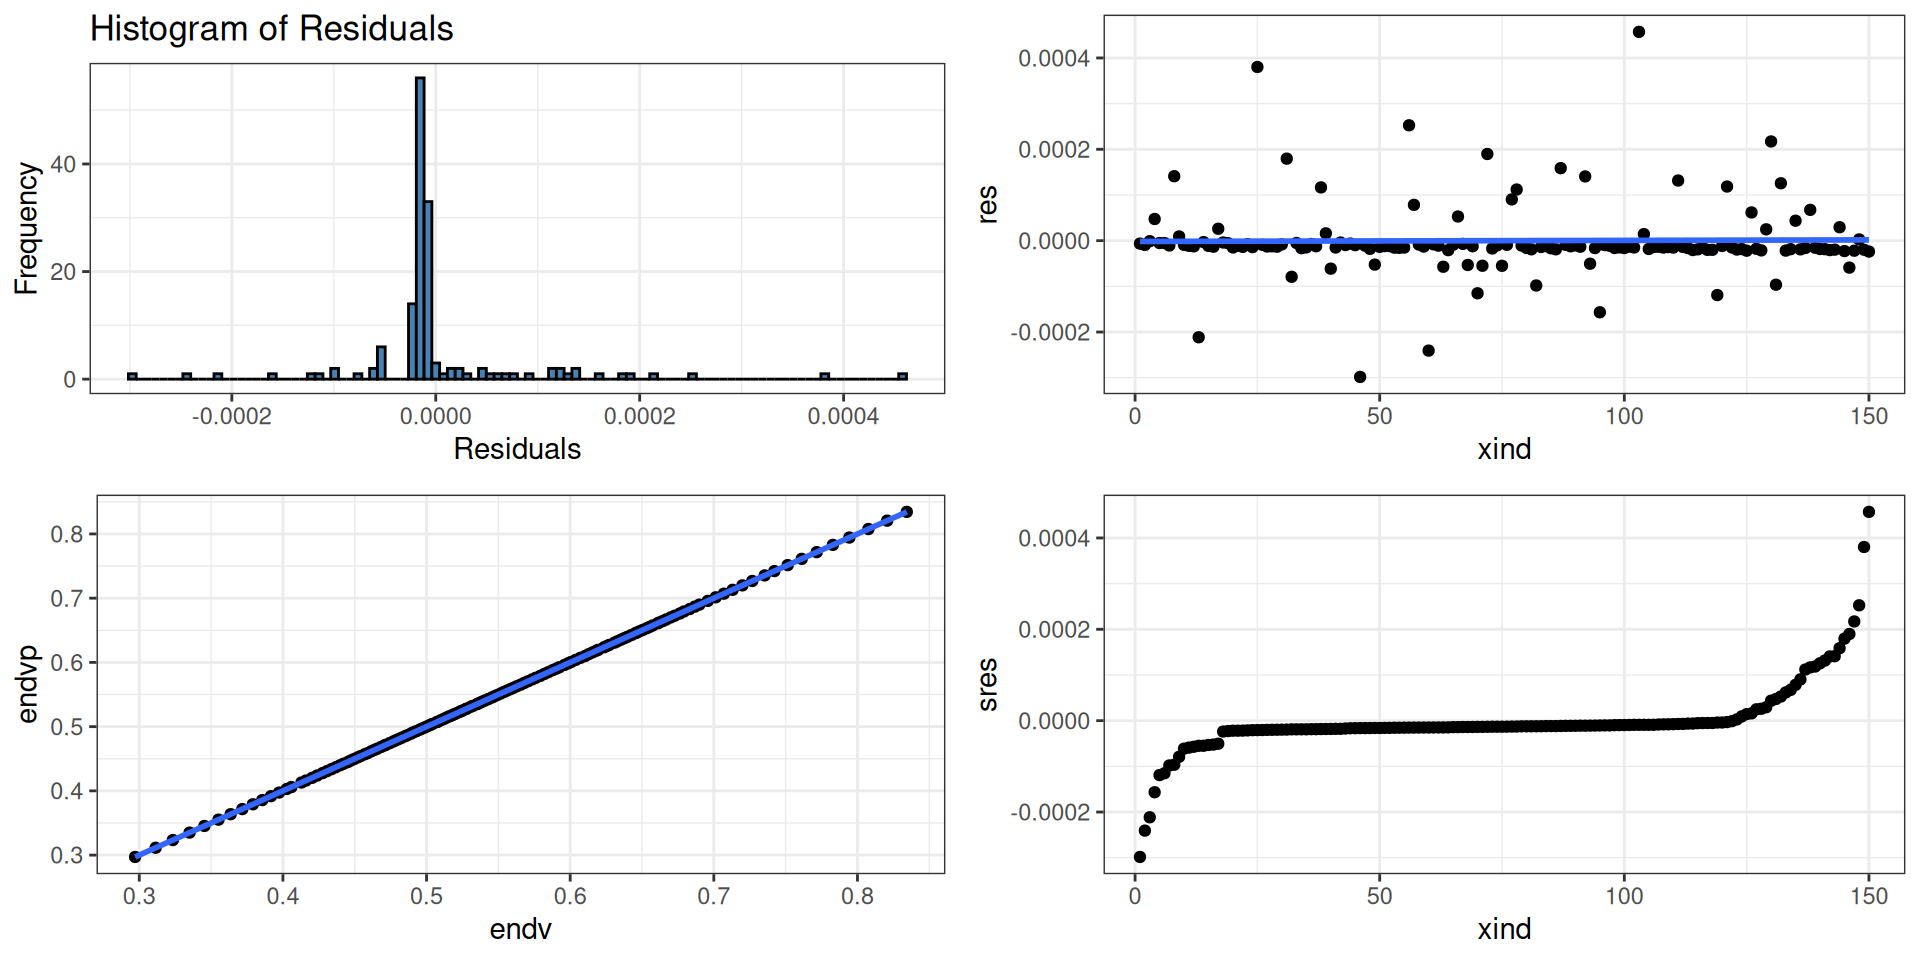 Histogram of Residuals
Frequency
40
20
0
-0.0002 0.0000 0.0002 0.0004
Residuals
res
0.0004
0.0002
0.0000
-0.0002
0 50 100 150
xind
endvp
0.8
0.7
0.6
0.5
0.4
0.3
0.3 0.4 0.5 0.6 0.7 0.8
endv
sres
0.0004
0.0002
0.0000
-0.0002
0 50 100 150
xind